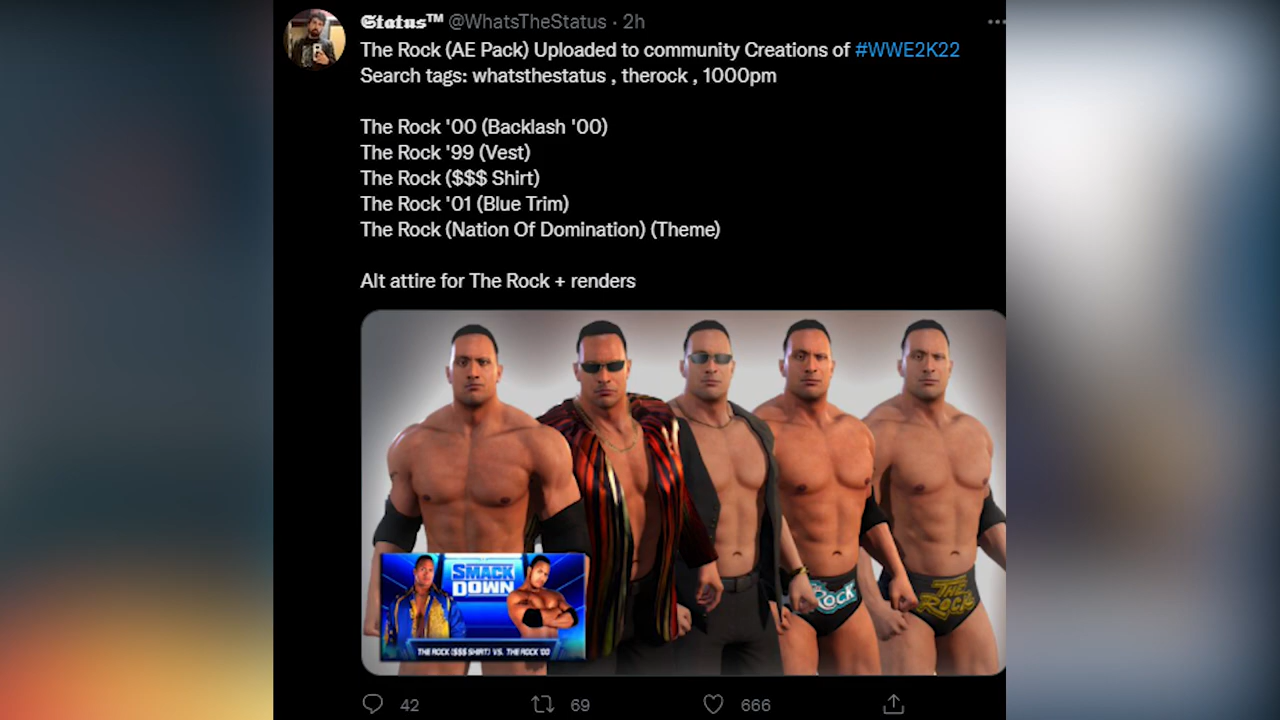 Status™ @WhatsTheStatus · 2h
The Rock (AE Pack) Uploaded to community Creations of #WWE2K22
Search tags: whatsthestatus , therock , 1000pm
The Rock '00 (Backlash '00)
The Rock '99 (Vest)
The Rock ($$$ Shirt)
The Rock '01 (Blue Trim)
The Rock (Nation Of Domination) (Theme)
Alt attire for The Rock + renders
SMACK
DOWN
THE ROCK ($$$ SHIRT) VS. THE ROCK '00
ROCK
THE
ROCK
42 69 666